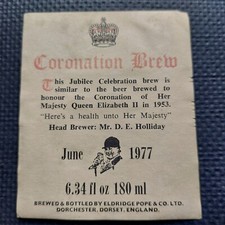 Coronation Brew
This Jubilee Celebration brew is
similar to the beer brewed to
honour the Coronation of Her
Majesty Queen Elizabeth II in 1953.
"Here's a health unto Her Majesty"
Head Brewer: Mr. D. E. Holliday
June 1977
6.34 fl oz 180 ml
BREWED & BOTTLED BY ELDRIDGE POPE & CO. LTD.
DORCHESTER, DORSET, ENGLAND.